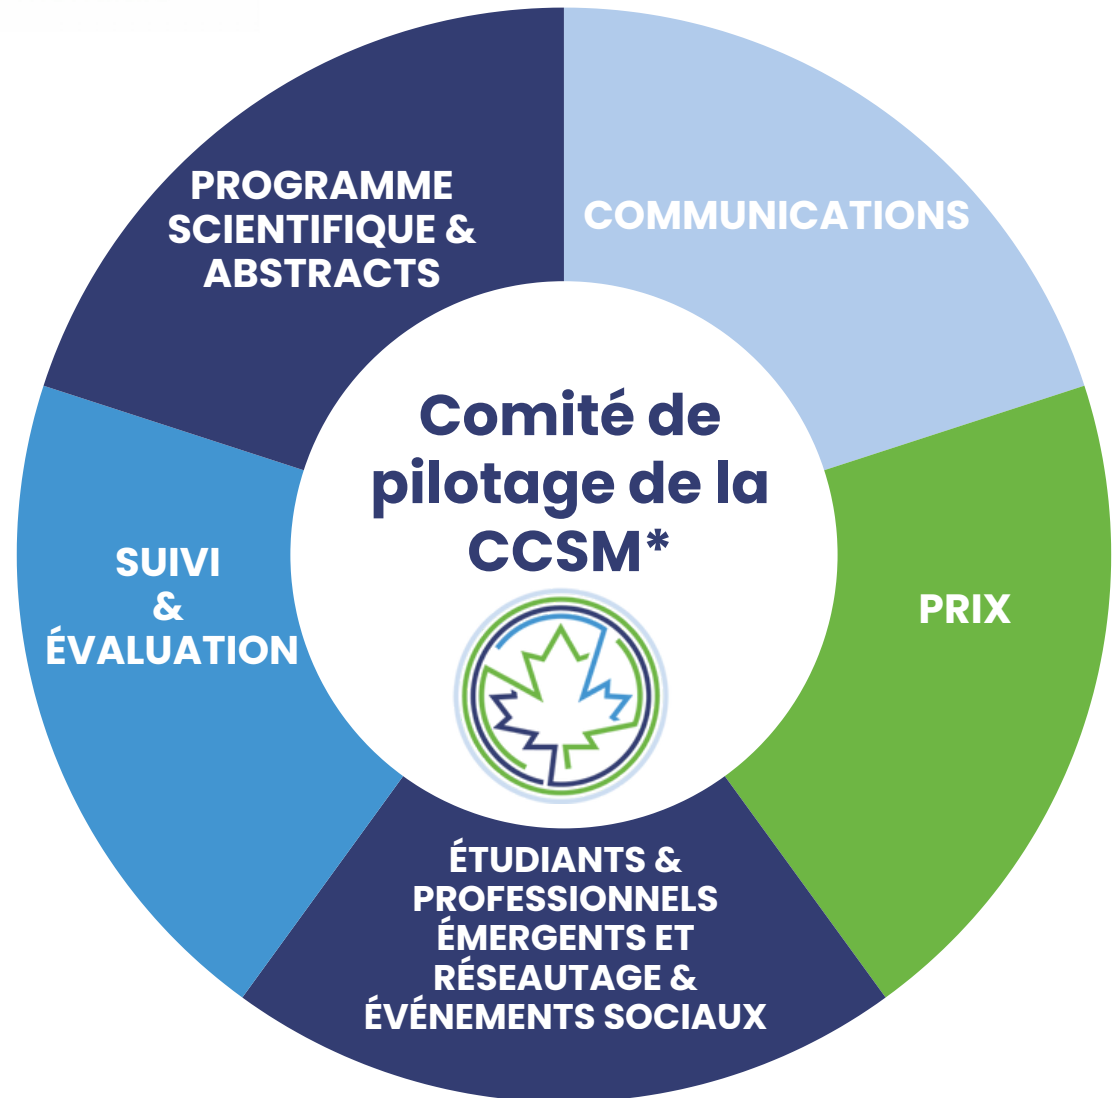 PROGRAMME
SCIENTIFIQUE &
ABSTRACTS
COMMUNICATIONS
Comité de
pilotage de la
CCSM*
SUIVI
&
ÉVALUATION
PRIX
ÉTUDIANTS &
PROFESSIONNELS
ÉMERGENTS ET
RÉSEAUTAGE &
ÉVÉNEMENTS SOCIAUX